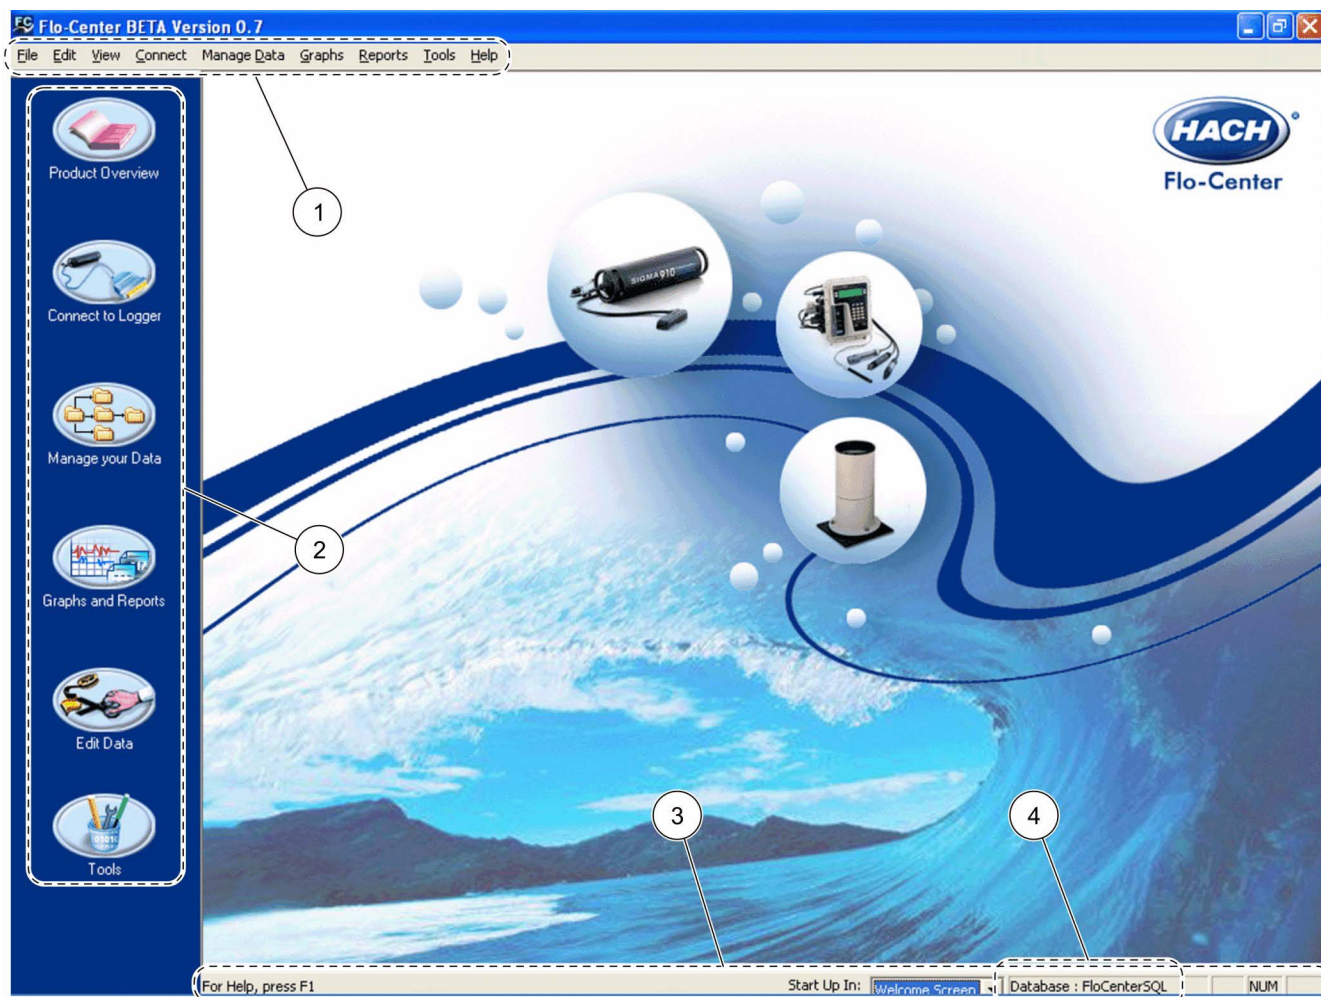 FC Flo-Center BETA Version 0.7
File Edit View Connect Manage Data Graphs Reports Tools Help
Product Overview
HACH
Flo-Center
1
SIGMA 910
Connect to Logger
Manage your Data
2
Graphs and Reports
Edit Data
01010
Tools
3
4
For Help, press F1 Start Up In: Welcome Screen Database : FloCenterSQL NUM